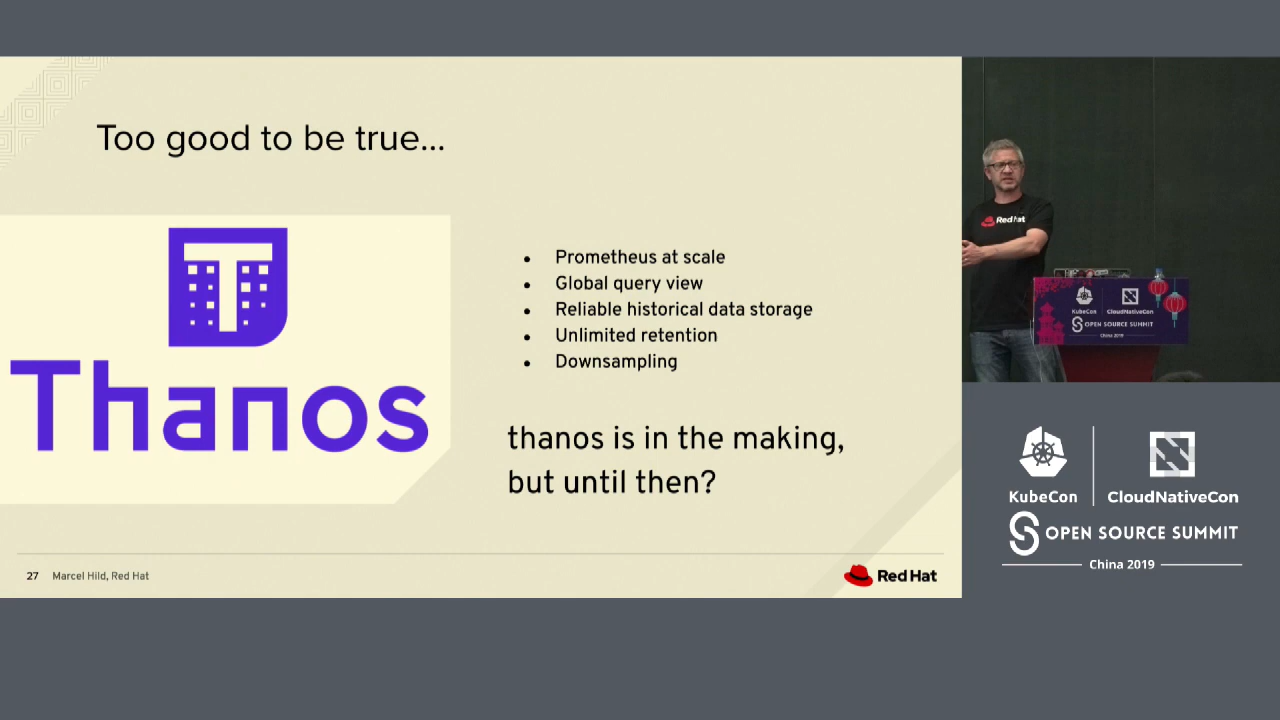 Too good to be true...
T
Thanos
Prometheus at scale
Global query view
Reliable historical data storage
Unlimited retention
Downsampling
thanos is in the making,
but until then?
27 Marcel Hild, Red Hat
Red Hat
Red Hat
KubeCon CloudNativeCon
OPEN SOURCE SUMMIT
China 2019
KubeCon CloudNativeCon
OPEN SOURCE SUMMIT
China 2019